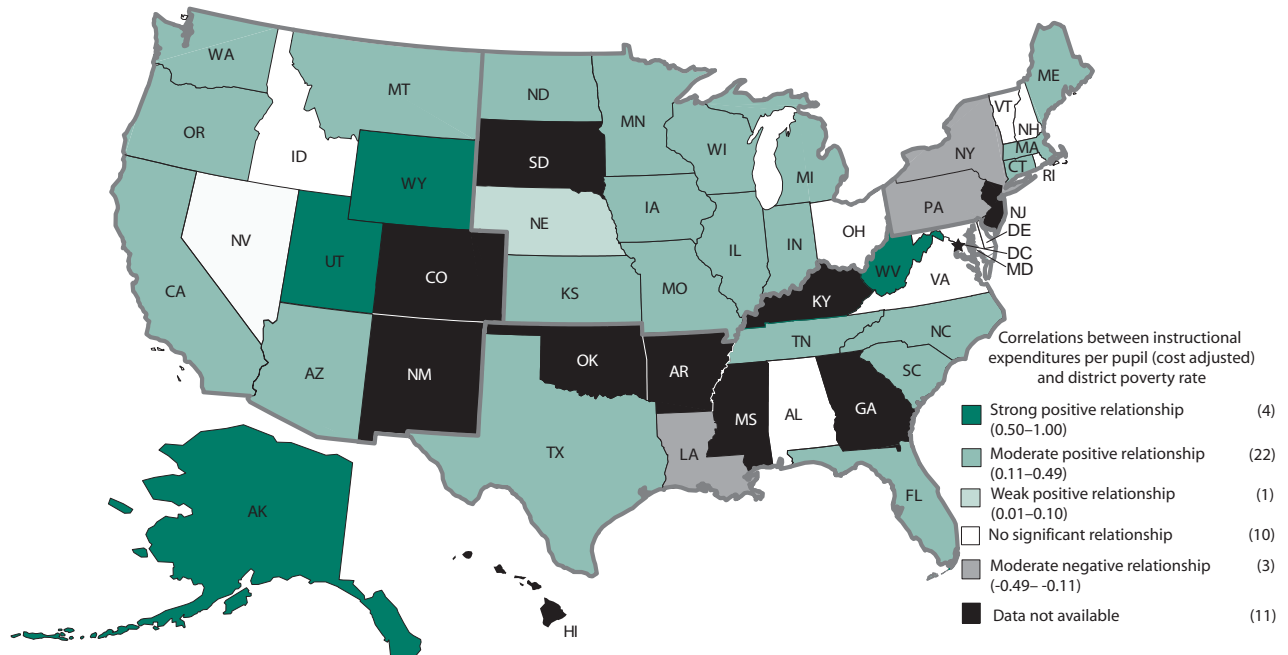 WA
MT
ND
MN
ME
VT
NH
MA
CT
RI
OR
ID
WY
SD
WI
MI
NY
PA
NJ
DE
DC
MD
NV
UT
CO
NE
IA
IL
IN
OH
WV
VA
CA
KS
MO
KY
AZ
NM
OK
AR
TN
NC
SC
MS
AL
GA
TX
LA
FL
AK
HI
Correlations between instructional
expenditures per pupil (cost adjusted)
and district poverty rate
Strong positive relationship (4)
(0.50–1.00)
Moderate positive relationship (22)
(0.11–0.49)
Weak positive relationship (1)
(0.01–0.10)
No significant relationship (10)
Moderate negative relationship (3)
(-0.49– -0.11)
Data not available (11)